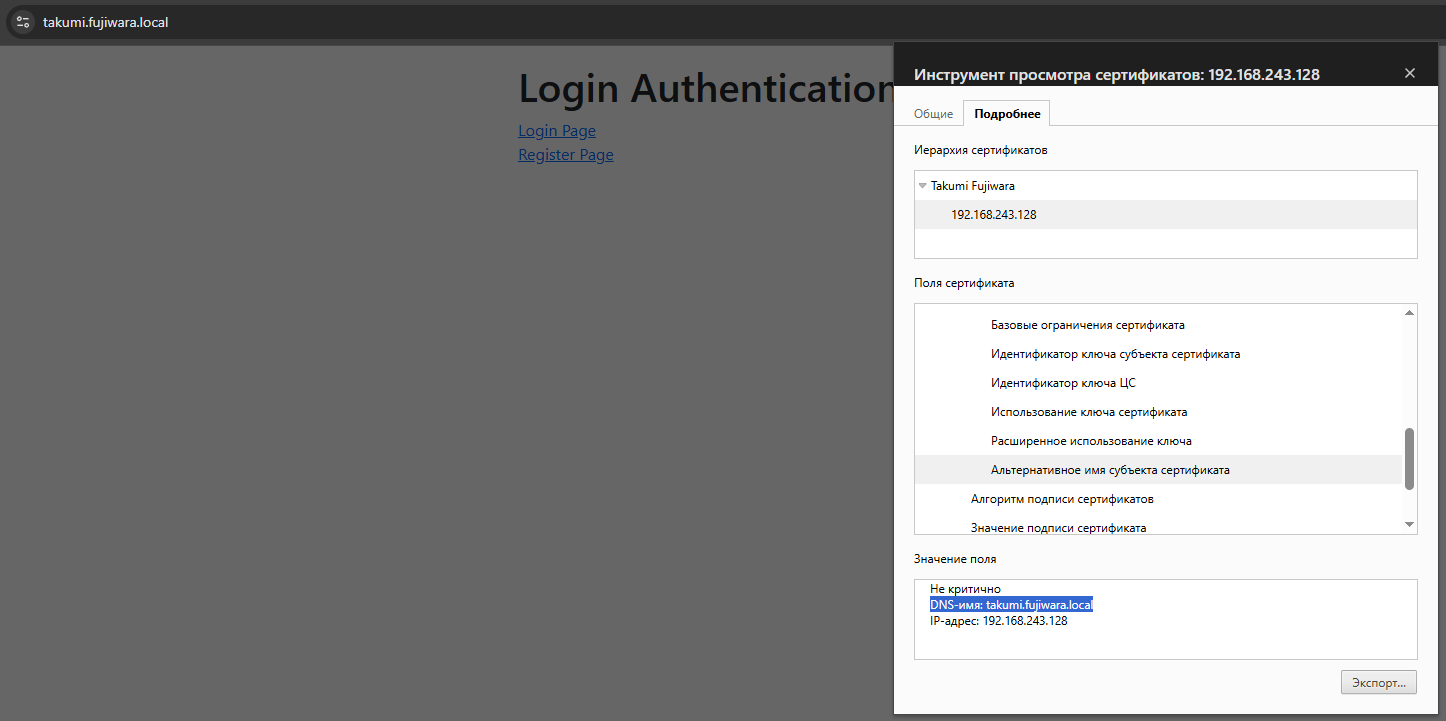 takumi.fujiwara.local
Login Authentication
Login Page
Register Page
Инструмент просмотра сертификатов: 192.168.243.128
Общие
Подробнее
Иерархия сертификатов
Takumi Fujiwara
192.168.243.128
Поля сертификата
Базовые ограничения сертификата
Идентификатор ключа субъекта сертификата
Идентификатор ключа ЦС
Использование ключа сертификата
Расширенное использование ключа
Альтернативное имя субъекта сертификата
Алгоритм подписи сертификатов
Значение подписи сертификата
Значение поля
Не критично
DNS-имя: takumi.fujiwara.local
IP-адрес: 192.168.243.128
Экспорт...